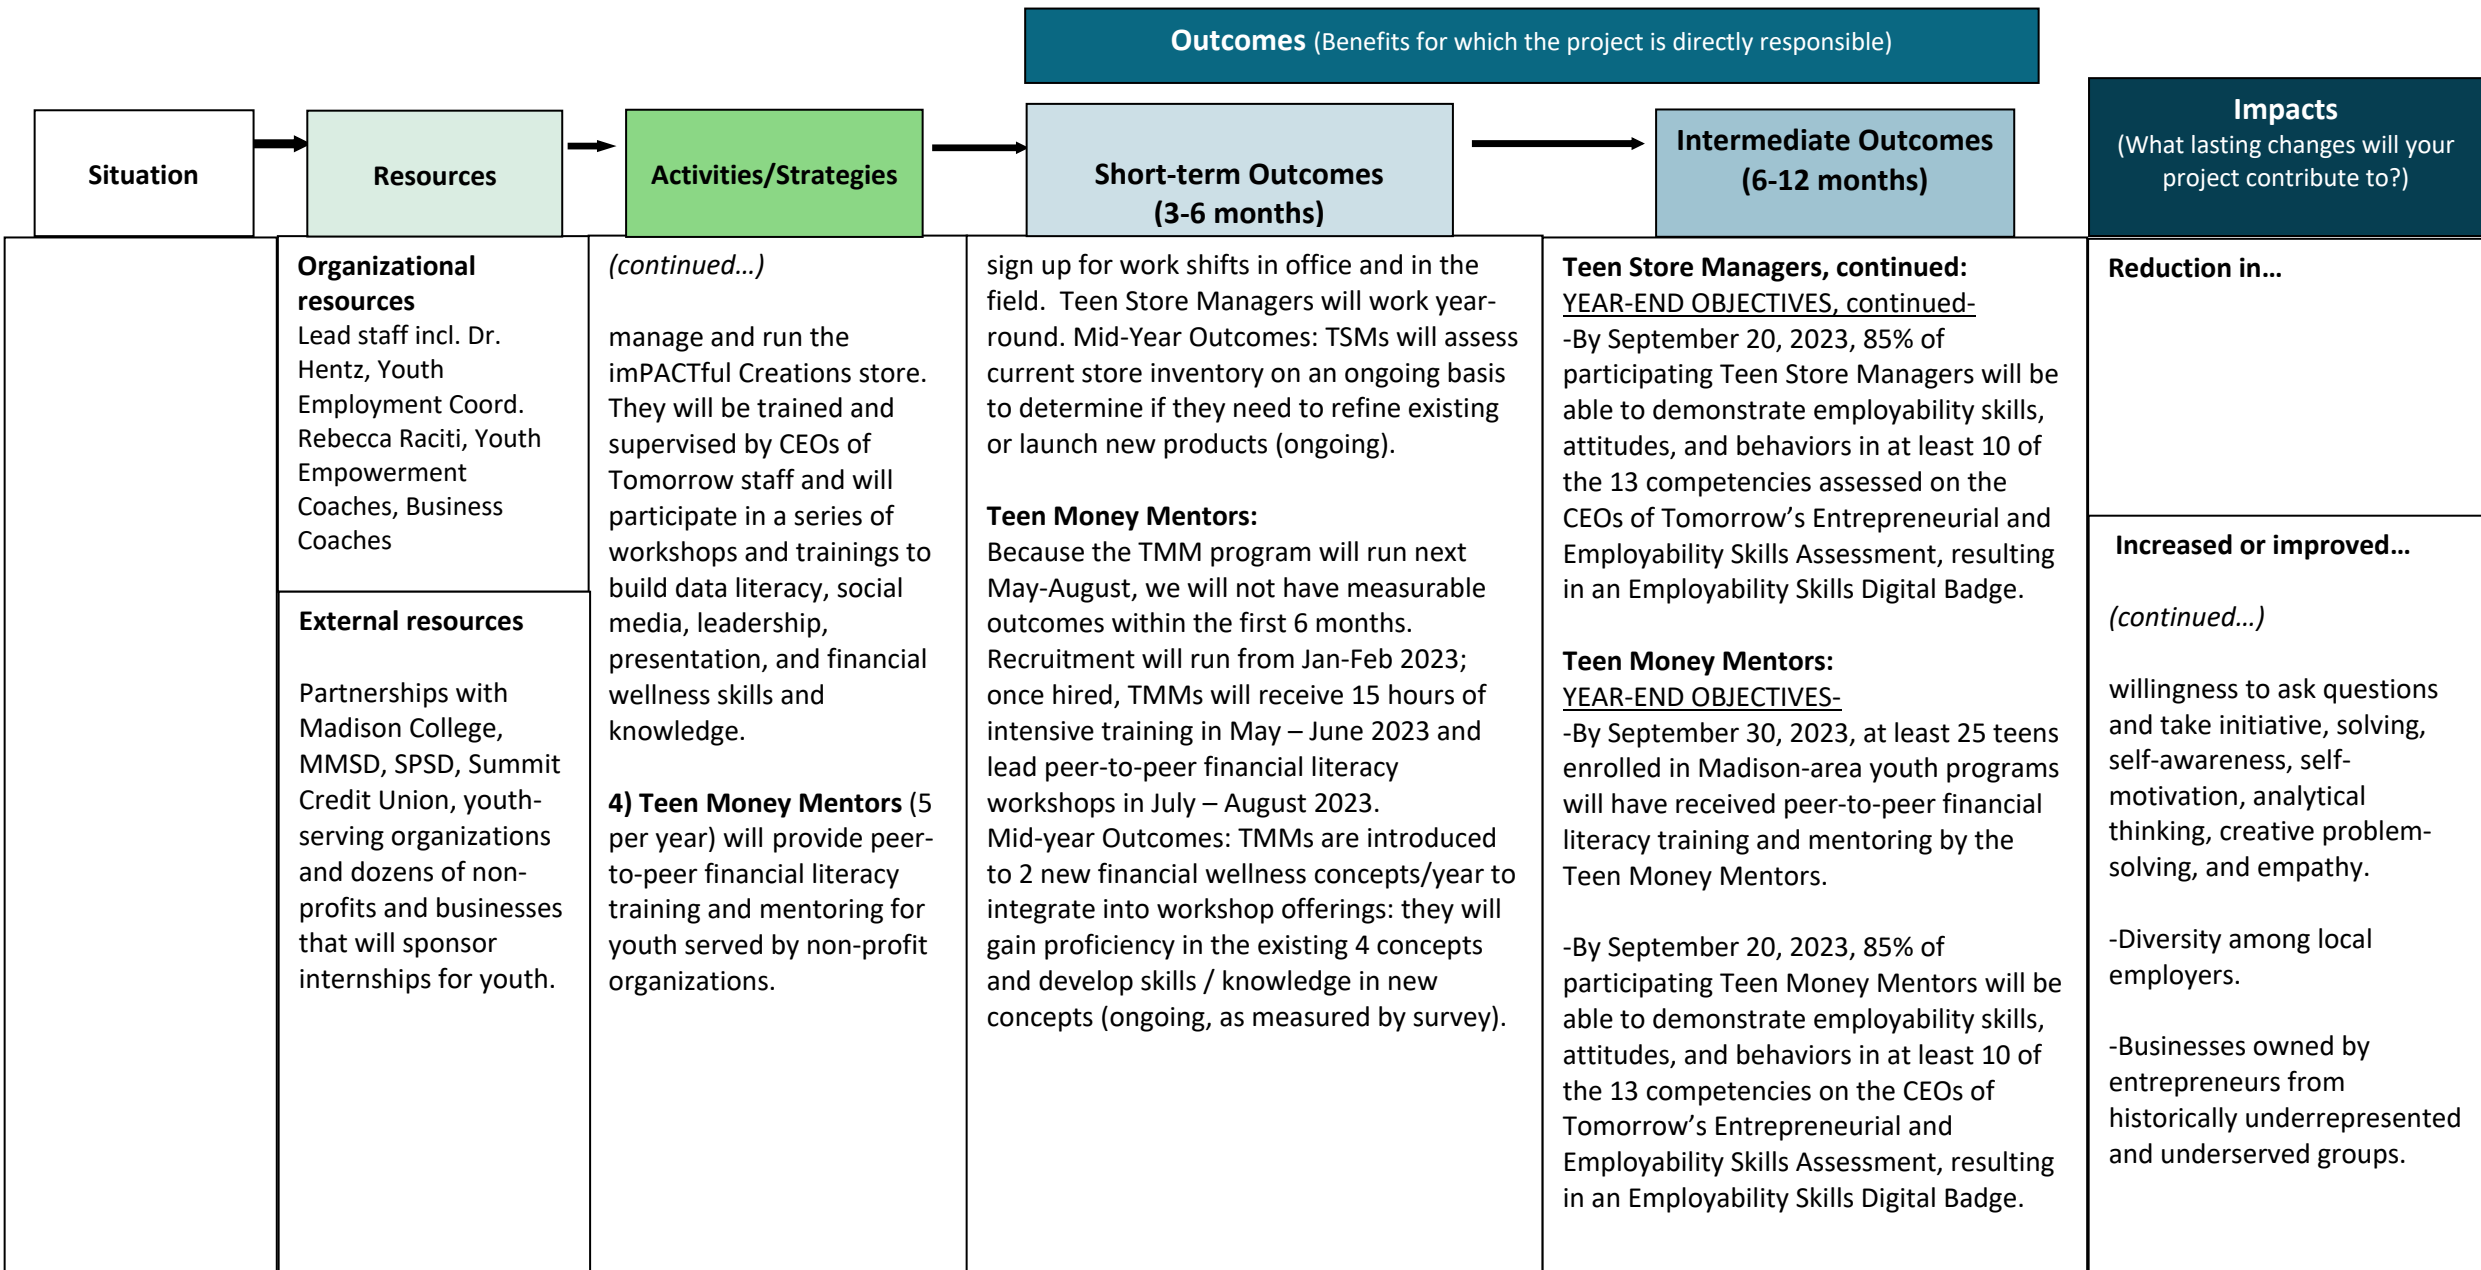 Outcomes (Benefits for which the project is directly responsible)
Situation
Resources
Activities/Strategies
Short-term Outcomes
(3-6 months)
Intermediate Outcomes
(6-12 months)
Impacts
(What lasting changes will your
project contribute to?)
Organizational
resources
Lead staff incl. Dr.
Hentz, Youth
Employment Coord.
Rebecca Raciti, Youth
Empowerment
Coaches, Business
Coaches
External resources
Partnerships with
Madison College,
MMSD, SPSD, Summit
Credit Union, youth-
serving organizations
and dozens of non-
profits and businesses
that will sponsor
internships for youth.
(continued…)
manage and run the
imPACTful Creations store.
They will be trained and
supervised by CEOs of
Tomorrow staff and will
participate in a series of
workshops and trainings to
build data literacy, social
media, leadership,
presentation, and financial
wellness skills and
knowledge.
4) Teen Money Mentors (5
per year) will provide peer-
to-peer financial literacy
training and mentoring for
youth served by non-profit
organizations.
sign up for work shifts in office and in the
field.  Teen Store Managers will work year-
round. Mid-Year Outcomes: TSMs will assess
current store inventory on an ongoing basis
to determine if they need to refine existing
or launch new products (ongoing).
Teen Money Mentors:
Because the TMM program will run next
May-August, we will not have measurable
outcomes within the first 6 months.
Recruitment will run from Jan-Feb 2023;
once hired, TMMs will receive 15 hours of
intensive training in May – June 2023 and
lead peer-to-peer financial literacy
workshops in July – August 2023.
Mid-year Outcomes: TMMs are introduced
to 2 new financial wellness concepts/year to
integrate into workshop offerings: they will
gain proficiency in the existing 4 concepts
and develop skills / knowledge in new
concepts (ongoing, as measured by survey).
Teen Store Managers, continued:
YEAR-END OBJECTIVES, continued-
-By September 20, 2023, 85% of
participating Teen Store Managers will be
able to demonstrate employability skills,
attitudes, and behaviors in at least 10 of
the 13 competencies assessed on the
CEOs of Tomorrow’s Entrepreneurial and
Employability Skills Assessment, resulting
in an Employability Skills Digital Badge.
Teen Money Mentors:
YEAR-END OBJECTIVES-
-By September 30, 2023, at least 25 teens
enrolled in Madison-area youth programs
will have received peer-to-peer financial
literacy training and mentoring by the
Teen Money Mentors.
-By September 20, 2023, 85% of
participating Teen Money Mentors will be
able to demonstrate employability skills,
attitudes, and behaviors in at least 10 of
the 13 competencies on the CEOs of
Tomorrow’s Entrepreneurial and
Employability Skills Assessment, resulting
in an Employability Skills Digital Badge.
Reduction in…
Increased or improved…
(continued…)
willingness to ask questions
and take initiative, solving,
self-awareness, self-
motivation, analytical
thinking, creative problem-
solving, and empathy.
-Diversity among local
employers.
-Businesses owned by
entrepreneurs from
historically underrepresented
and underserved groups.